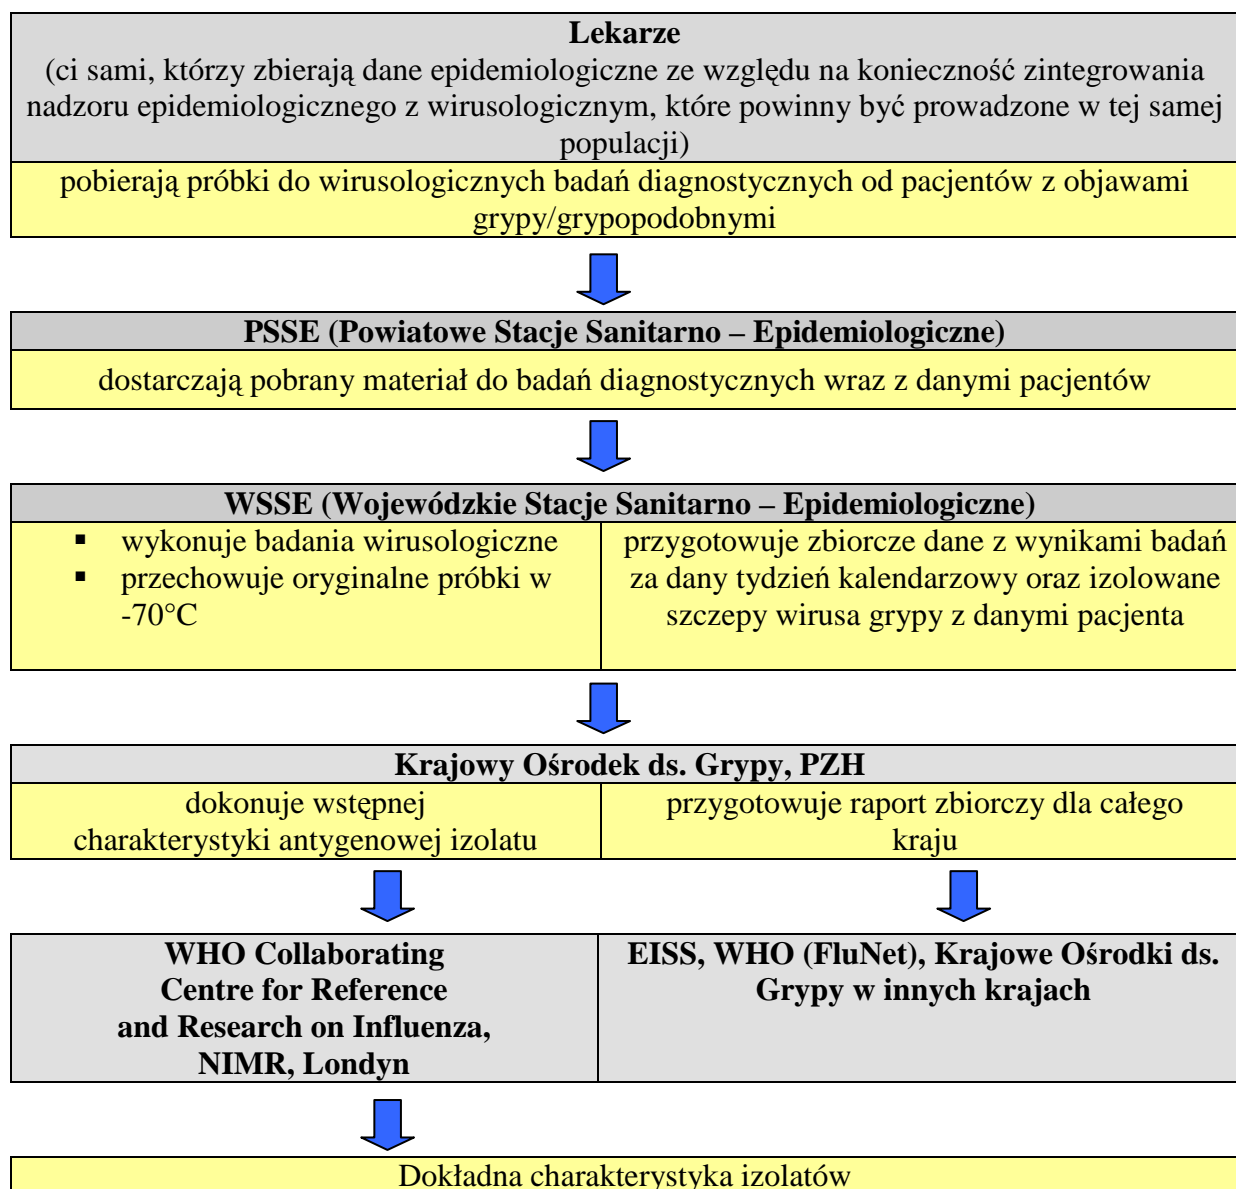 Lekarze
(ci sami, którzy zbierają dane epidemiologiczne ze względu na konieczność zintegrowania
nadzoru epidemiologicznego z wirusologicznym, które powinny być prowadzone w tej samej
populacji)
pobierają próbki do wirusologicznych badań diagnostycznych od pacjentów z objawami
grypy/grypopodobnymi
PSSE (Powiatowe Stacje Sanitarno – Epidemiologiczne)
dostarczają pobrany materiał do badań diagnostycznych wraz z danymi pacjentów
WSSE (Wojewódzkie Stacje Sanitarno – Epidemiologiczne)
▪ wykonuje badania wirusologiczne
▪ przechowuje oryginalne próbki w
-70°C
przygotowuje zbiorcze dane z wynikami badań
za dany tydzień kalendarzowy oraz izolowane
szczepy wirusa grypy z danymi pacjenta
Krajowy Ośrodek ds. Grypy, PZH
dokonuje wstępnej
charakterystyki antygenowej izolatu
przygotowuje raport zbiorczy dla całego
kraju
WHO Collaborating
Centre for Reference
and Research on Influenza,
NIMR, Londyn
EISS, WHO (FluNet), Krajowe Ośrodki ds.
Grypy w innych krajach
Dokładna charakterystyka izolatów